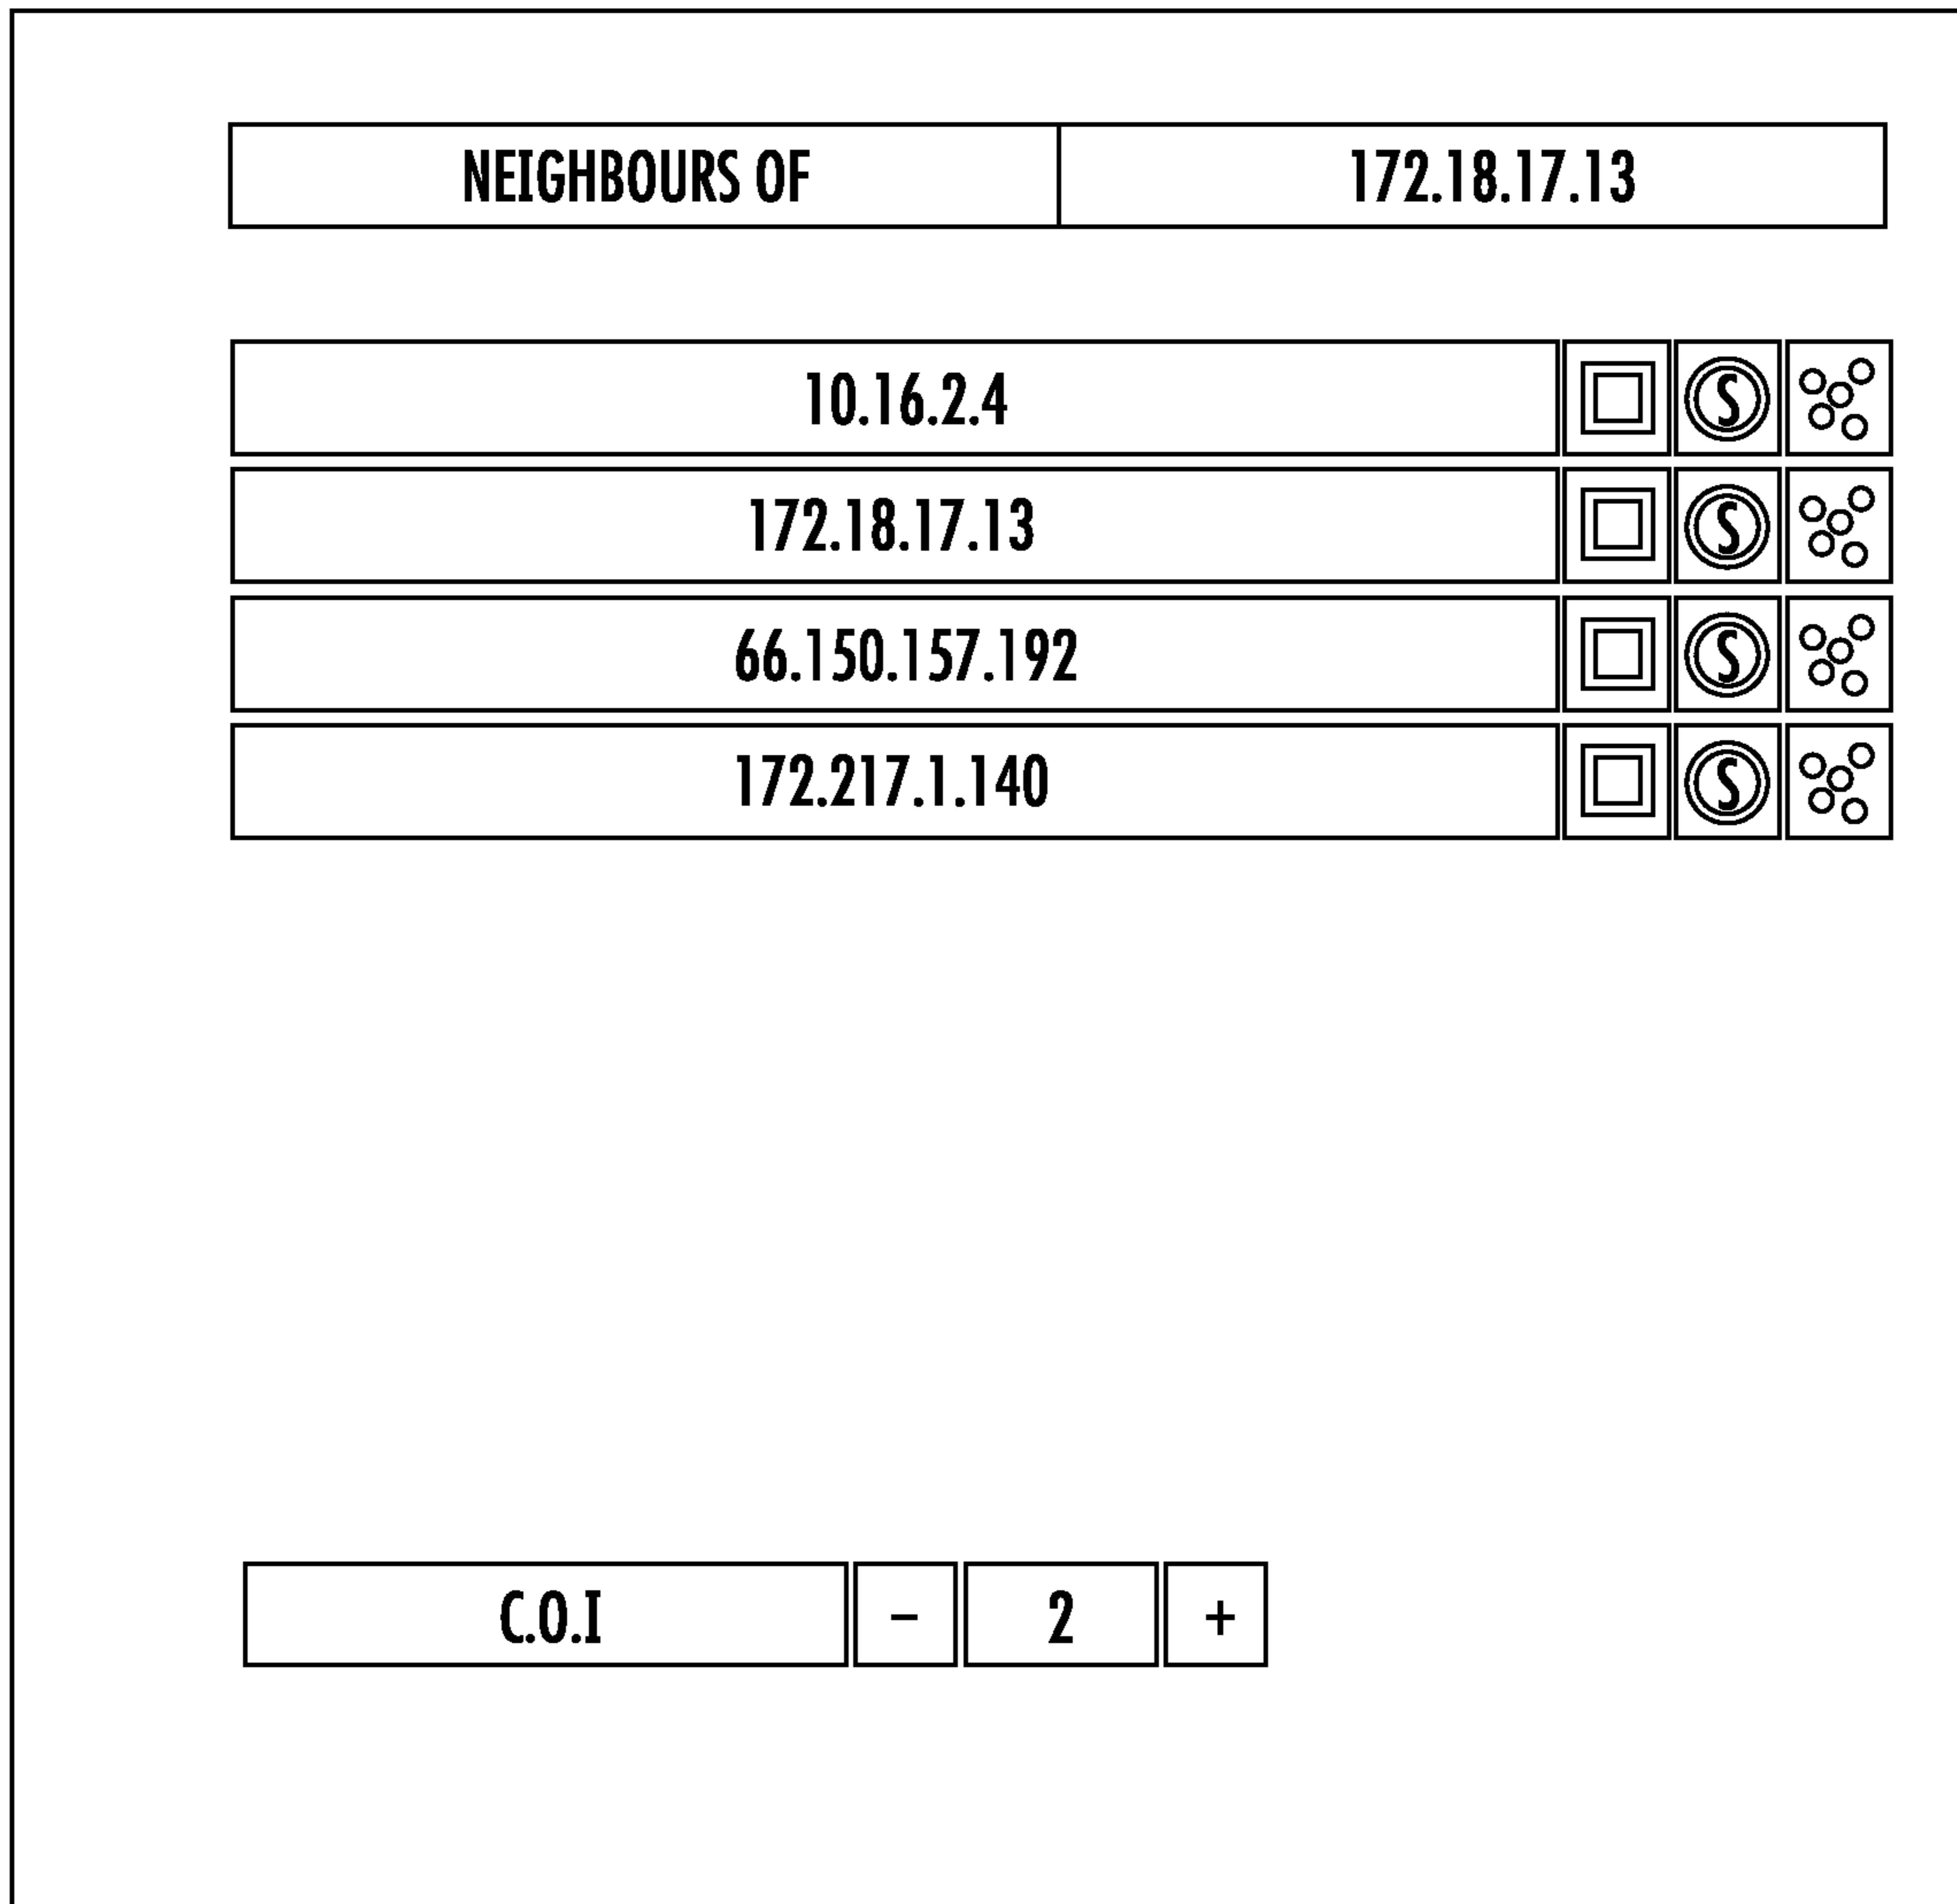 NEIGHBOURS OF 172.18.17.13
10.16.2.4 S
172.18.17.13 S
66.150.157.192 S
172.217.1.140 S
C.O.I - 2 +